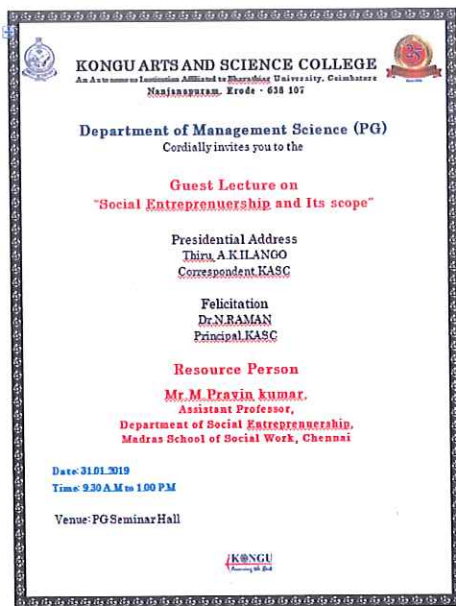 KONGU ARTS AND SCIENCE COLLEGE
An Autonomous Institution Affiliated to Bharathiar University, Coimbatore
Nanjanapuram, Erode - 638 107
25
Department of Management Science (PG)
Cordially invites you to the
Guest Lecture on
"Social Entreprenuership and Its scope"
Presidential Address
Thiru. A.K.ILANGO
Correspondent,KASC
Felicitation
Dr.N.RAMAN
Principal,KASC
Resource Person
Mr.M.Pravin kumar,
Assistant Professor,
Department of Social Entreprenuership,
Madras School of Social Work, Chennai
Date: 31.01.2019
Time: 9.30 A.M to 1.00 P.M
Venue: PG Seminar Hall
KONGU